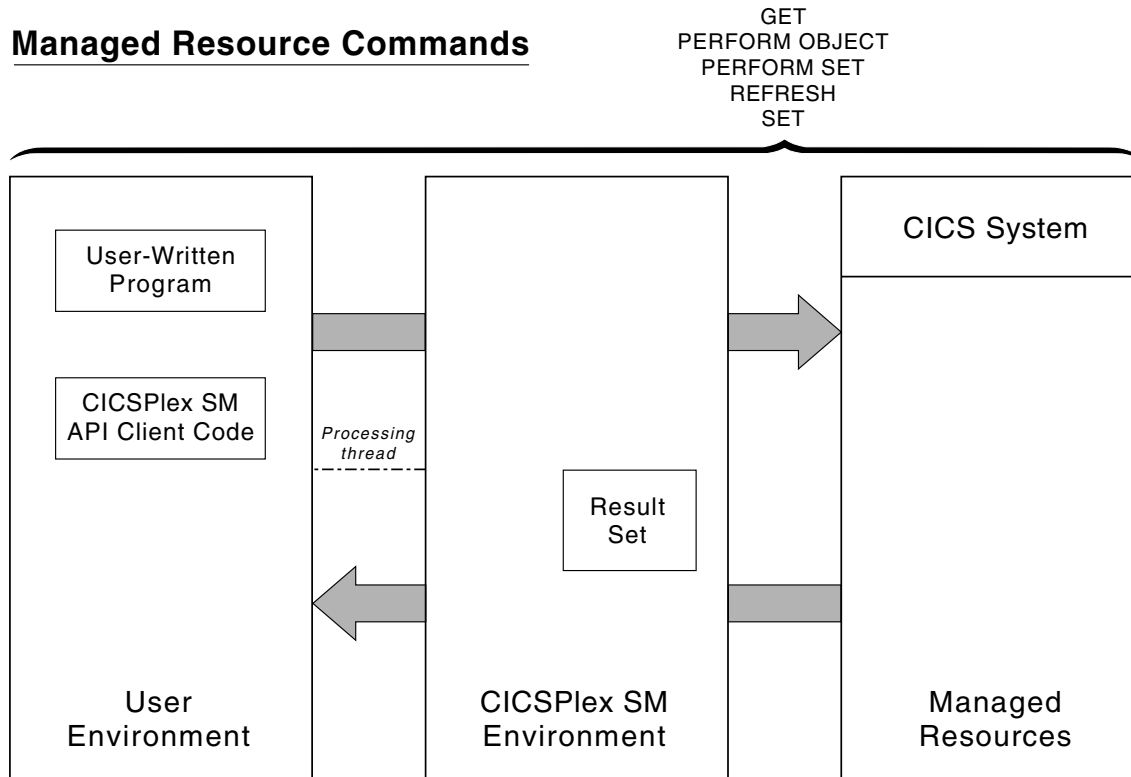 Managed Resource Commands
GET
PERFORM OBJECT
PERFORM SET
REFRESH
SET
User-Written
Program
CICSPlex SM
API Client Code
Processing
thread
Result
Set
CICS System
User
Environment
CICSPlex SM
Environment
Managed
Resources